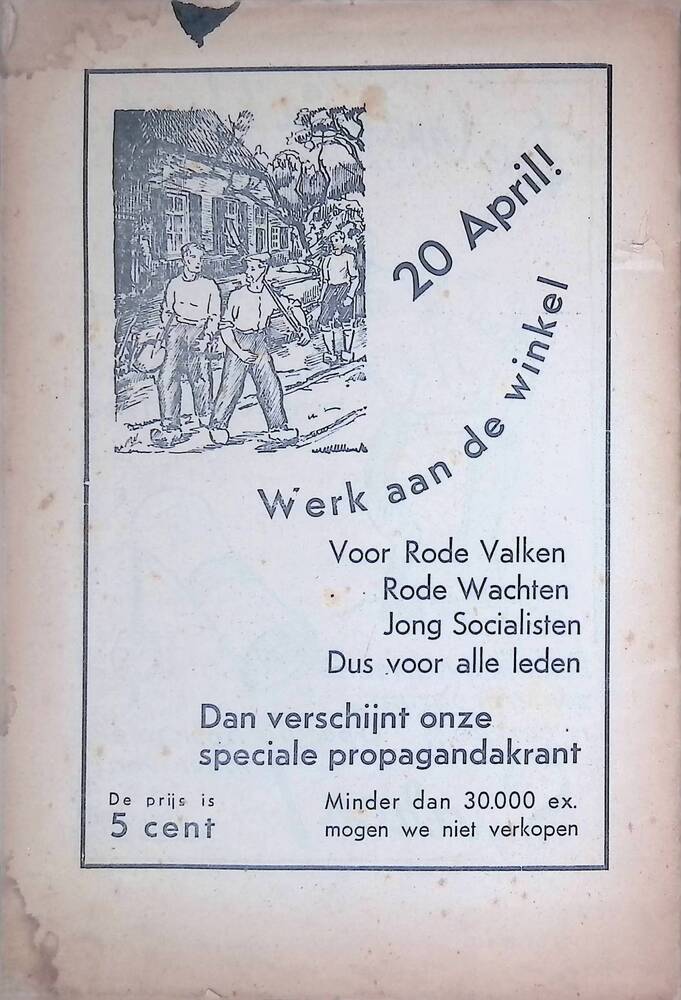 20 April!
Werk aan de winkel
Voor Rode Valken
Rode Wachten
Jong Socialisten
Dus voor alle leden
Dan verschijnt onze
speciale propagandakrant
De prijs is
5 cent
Minder dan 30.000 ex.
mogen we niet verkopen